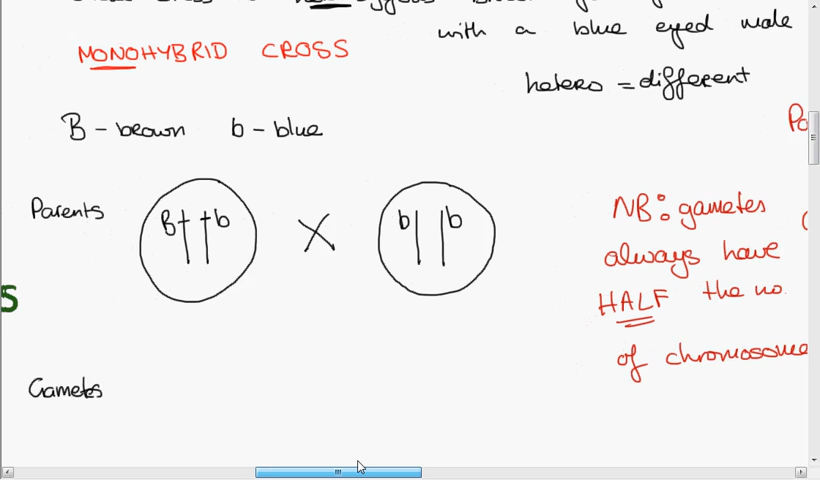 with a blue eyed male
MONOHYBRID CROSS
hetero = different
B - brown b - blue
Po
Parents
B b X b b
NB: gametes
always have
HALF the no.
of chromosome
S
Gametes